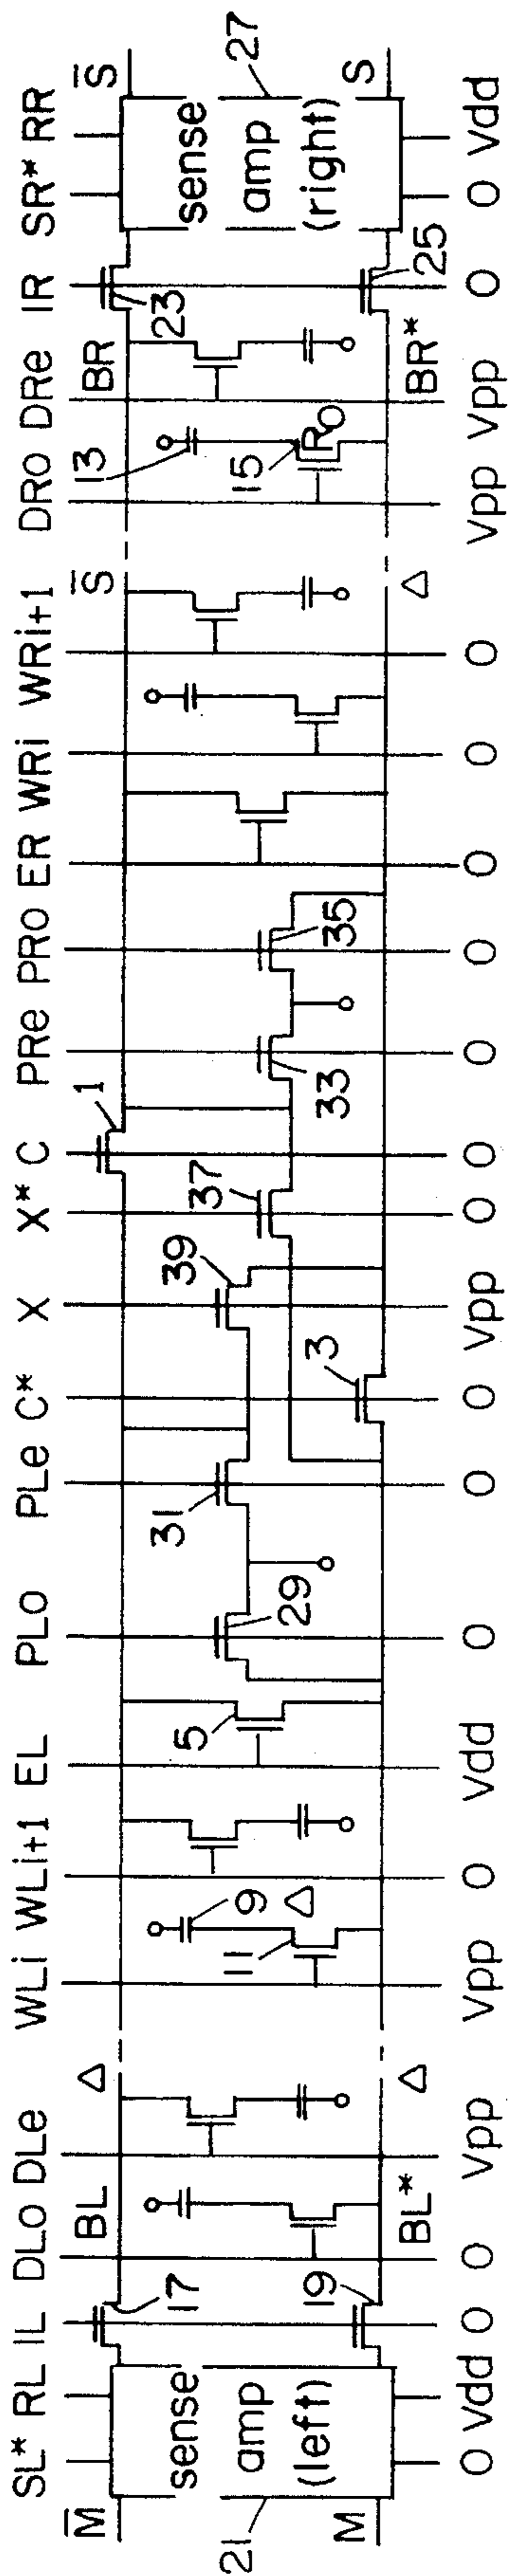 SL* RL IL DLO DLe WLi WLi+1 EL PLO PLe C* X X* C PRe PRO ER WRi WRi+1 DRO DRe IR SR* RR
M̅ BL Δ S̅ BR S̅
17 9 5 31 39 37 1 13 23
sense amp (left)
11 Δ 29 3 33 35 15 RO
sense amp (right)
21 19 25 27
M BL* Δ Δ BR* S
0 Vdd 0 0 Vpp Vpp 0 Vdd 0 0 0 Vpp 0 0 0 0 0 0 0 Vpp Vpp 0 0 Vdd